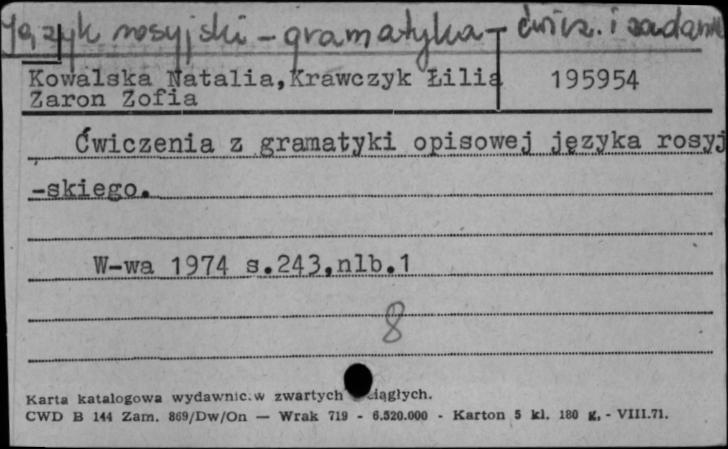 Język rosyjski - gramatyka - ćwicz. i zadania
Kowalska Natalia, Krawczyk Łilia 195954
Zaron Zofia
Ćwiczenia z gramatyki opisowej języka rosyj
-skiego.
W-wa 1974 s.243,nlb.1
8
Karta katalogowa wydawnic.w zwartych ciągłych.
CWD B 144 Zam. 869/Dw/On — Wrak 719 - 6.520.000 - Karton 5 kl. 180 g. - VIII.71.